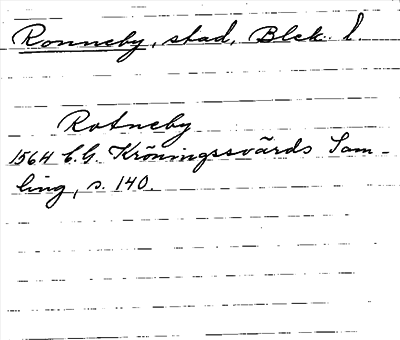 Ronneby, stad, Blek. l.
Rotneby
1564 C.G. Kröningssvärds Sam-
ling, s. 140.